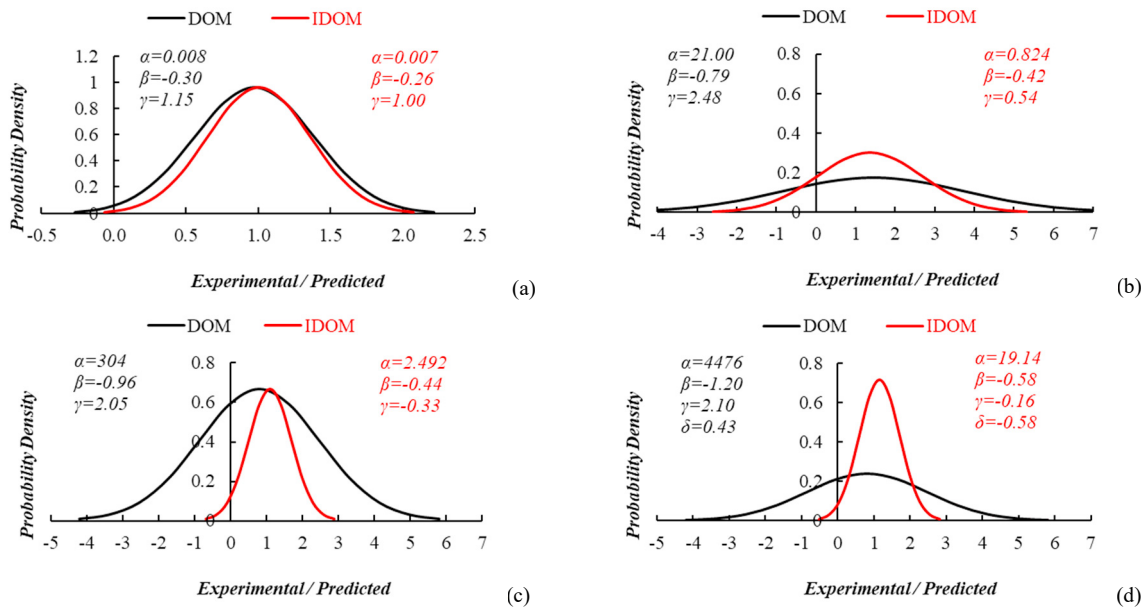 DOM IDOM
α=0.008
β=-0.30
γ=1.15
α=0.007
β=-0.26
γ=1.00
Probability Density
1.2
1
0.8
0.6
0.4
0.2
0
-0.5 0.0 0.5 1.0 1.5 2.0 2.5
Experimental / Predicted
(a)
DOM IDOM
α=21.00
β=-0.79
γ=2.48
α=0.824
β=-0.42
γ=0.54
Probability Density
0.8
0.6
0.4
0.2
0
-4 -3 -2 -1 0 1 2 3 4 5 6 7
Experimental / Predicted
(b)
DOM IDOM
α=304
β=-0.96
γ=2.05
α=2.492
β=-0.44
γ=-0.33
Probability Density
0.8
0.6
0.4
0.2
0
-5 -4 -3 -2 -1 0 1 2 3 4 5 6 7
Experimental / Predicted
(c)
DOM IDOM
α=4476
β=-1.20
γ=2.10
δ=0.43
α=19.14
β=-0.58
γ=-0.16
δ=-0.58
Probability Density
0.8
0.6
0.4
0.2
0
-5 -4 -3 -2 -1 0 1 2 3 4 5 6 7
Experimental / Predicted
(d)